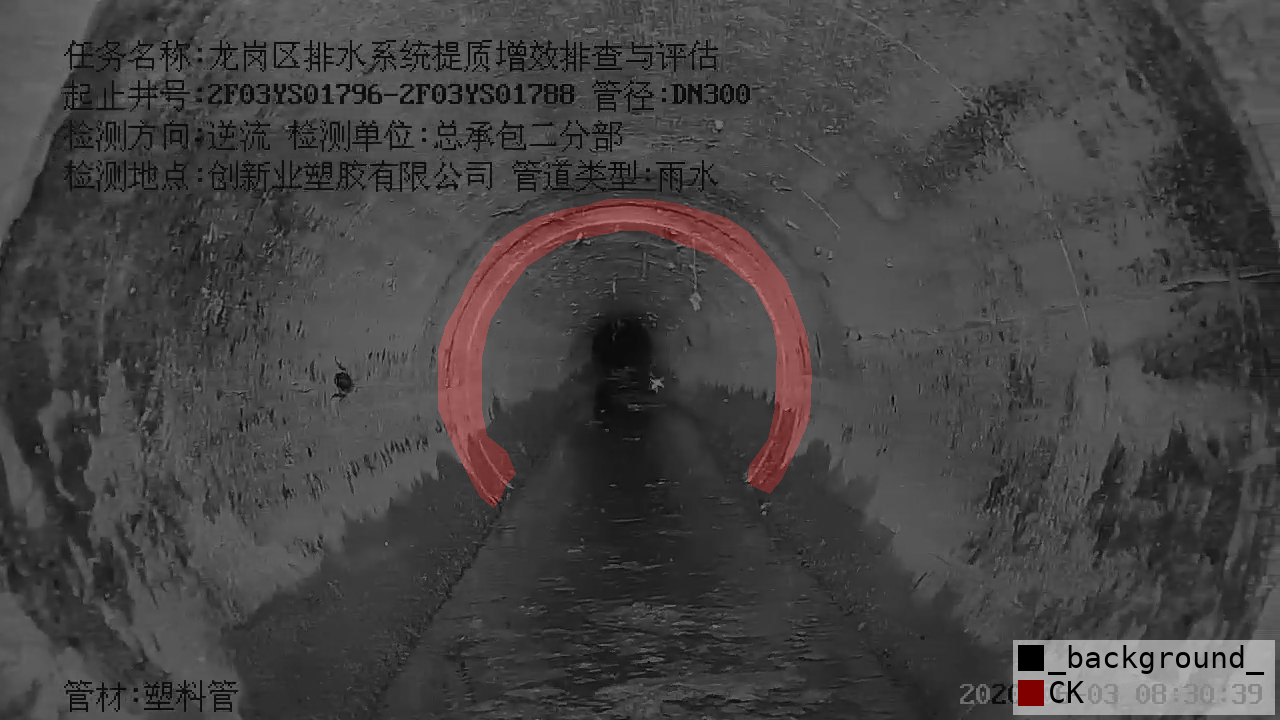 任务名称:龙岗区排水系统提质增效排查与评估
起止井号:2F03YS01796-2F03YS01788 管径:DN300
检测方向:逆流 检测单位:总承包二分部
检测地点:创新业塑胶有限公司 管道类型:雨水
_background_
CK
管材:塑料管
03 08:30:39